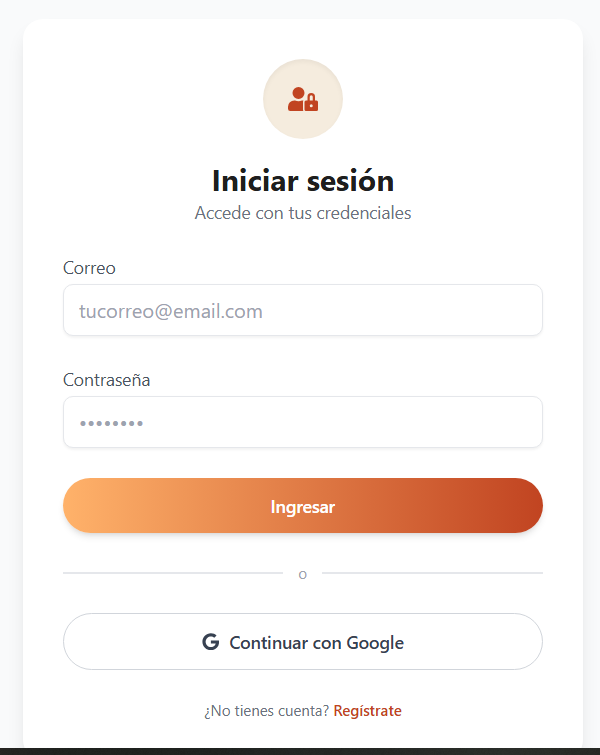 Iniciar sesión
Accede con tus credenciales
Correo
tucorreo@email.com
Contraseña
••••••••
Ingresar
o
Continuar con Google
¿No tienes cuenta? Regístrate